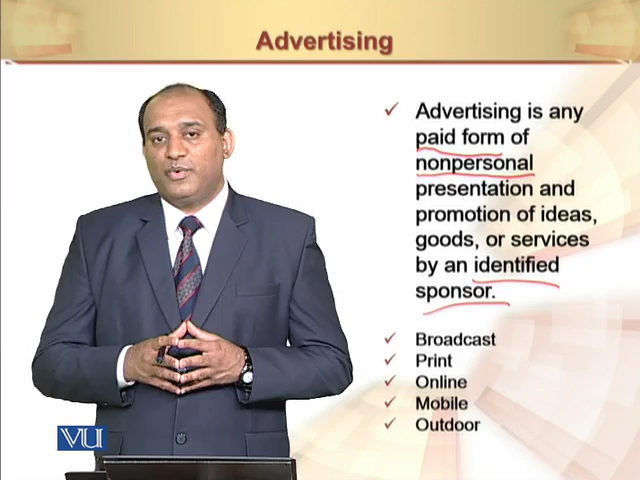 Advertising
Advertising is any
paid form of
nonpersonal
presentation and
promotion of ideas,
goods, or services
by an identified
sponsor.
Broadcast
Print
Online
Mobile
Outdoor
VU